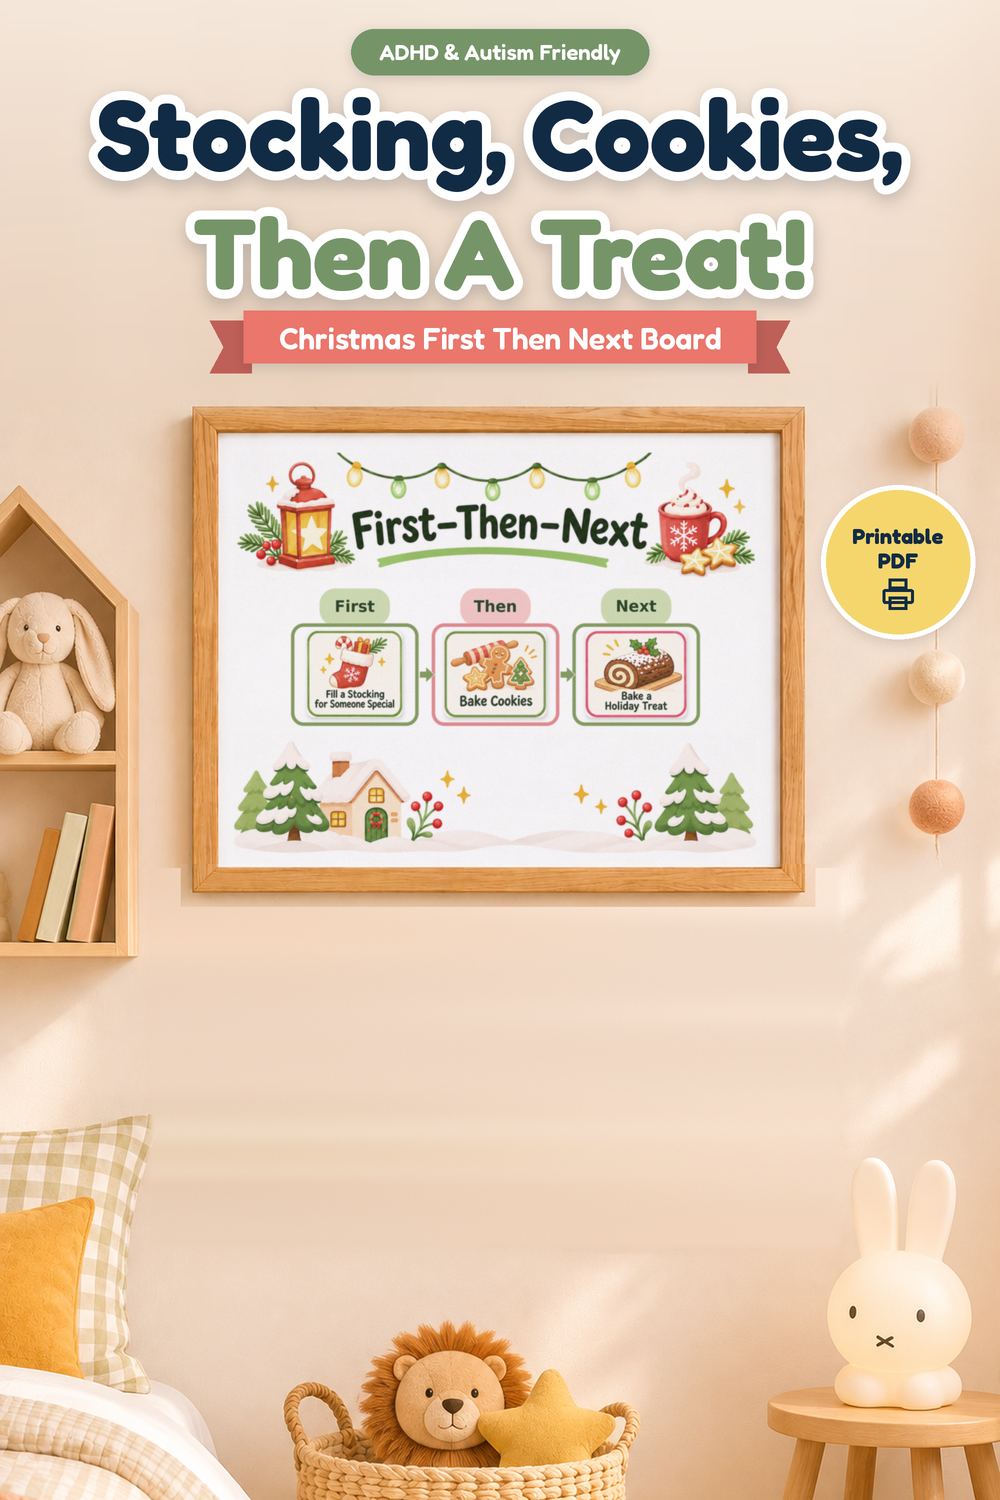 ADHD & Autism Friendly
Stocking, Cookies,
Then A Treat!
Christmas First Then Next Board
First-Then-Next
First
Then
Next
Fill a Stocking
for Someone Special
Bake Cookies
Bake a
Holiday Treat
Printable
PDF